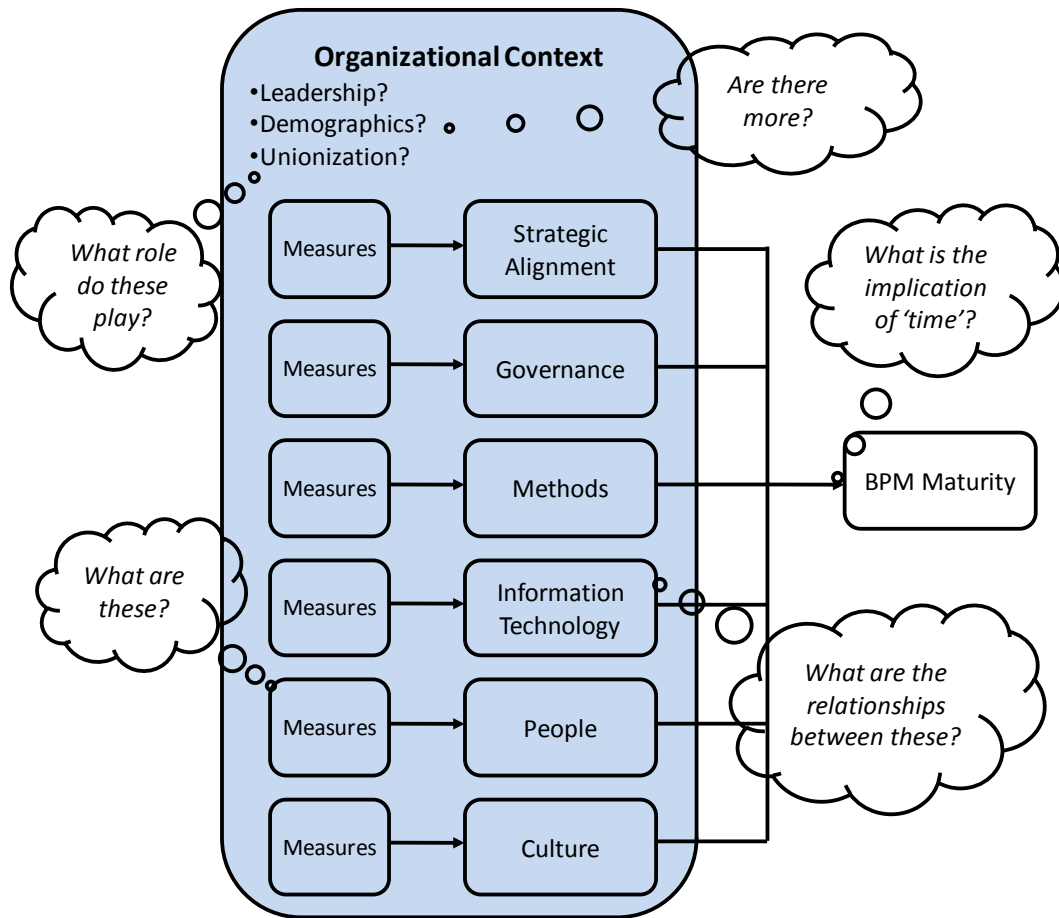 Organizational Context
•Leadership?
•Demographics?
•Unionization?
Are there
more?
What role
do these
play?
Measures
Strategic
Alignment
What is the
implication
of ‘time’?
Measures
Governance
Measures
Methods
BPM Maturity
What are
these?
Measures
Information
Technology
What are the
relationships
between these?
Measures
People
Measures
Culture